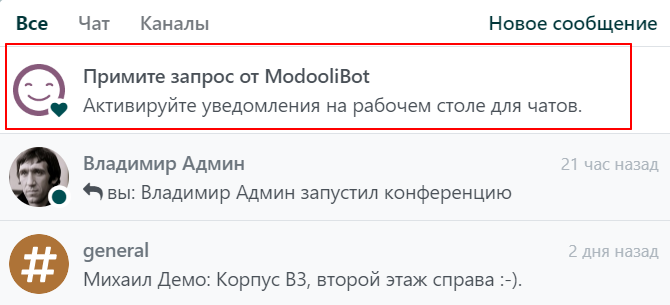 Все Чат Каналы Новое сообщение
Примите запрос от ModooliBot
Активируйте уведомления на рабочем столе для чатов.
Владимир Админ 21 час назад
вы: Владимир Админ запустил конференцию
general 2 дня назад
Михаил Демо: Корпус В3, второй этаж справа :-).